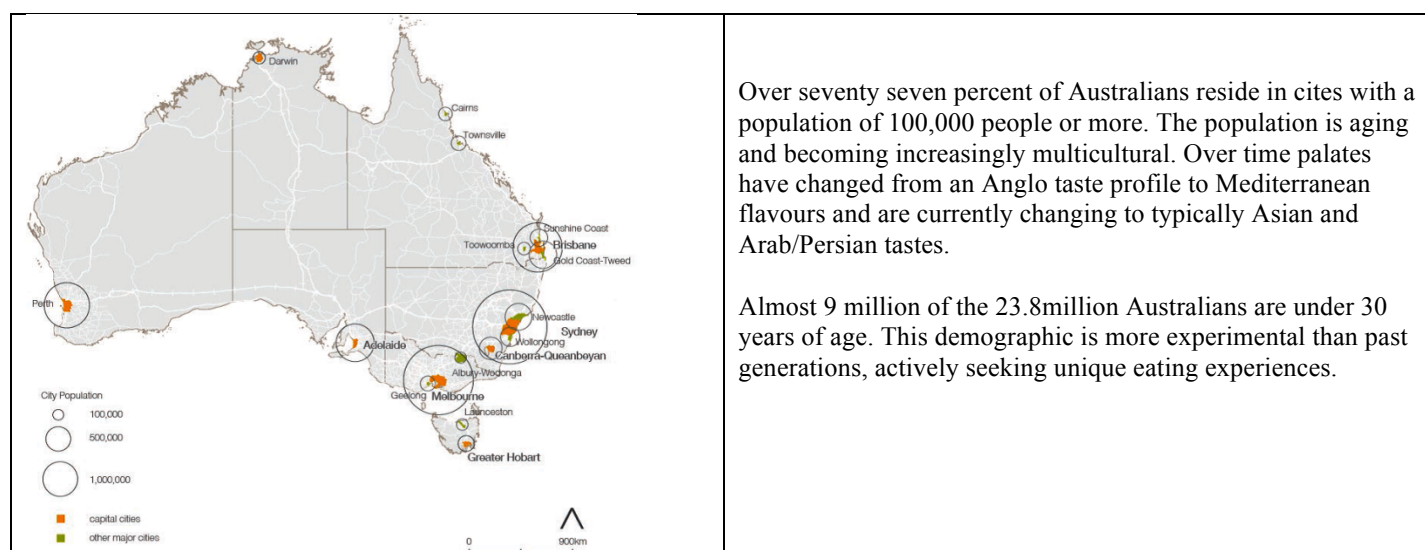 Darwin
Cairns
Townsville
Sunshine Coast
Toowoomba
Brisbane
Gold Coast-Tweed
Perth
Newcastle
Sydney
Wollongong
Adelaide
Canberra-Queanbeyan
Albury-Wodonga
Geelong
Melbourne
Launceston
Greater Hobart
City Population
100,000
500,000
1,000,000
capital cities
other major cities
0
900km
Over seventy seven percent of Australians reside in cites with a
population of 100,000 people or more. The population is aging
and becoming increasingly multicultural. Over time palates
have changed from an Anglo taste profile to Mediterranean
flavours and are currently changing to typically Asian and
Arab/Persian tastes.
Almost 9 million of the 23.8million Australians are under 30
years of age. This demographic is more experimental than past
generations, actively seeking unique eating experiences.